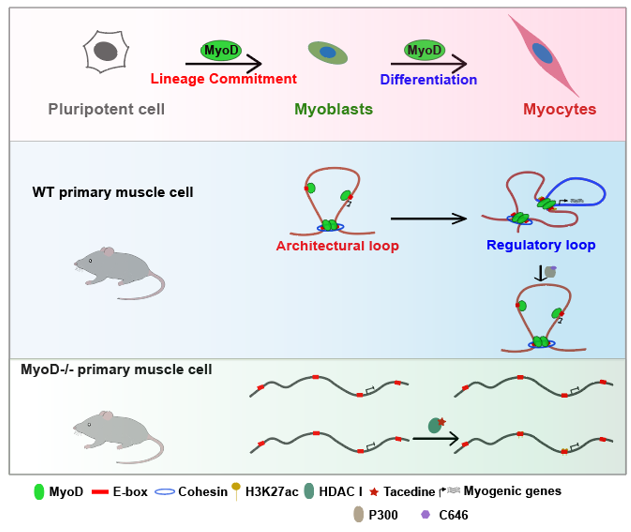 MyoD MyoD
Lineage Commitment Differentiation
Pluripotent cell Myoblasts Myocytes
WT primary muscle cell
Architectural loop Regulatory loop
MyoD-/- primary muscle cell
MyoD E-box Cohesin H3K27ac HDAC I Tacedine Myogenic genes
P300 C646